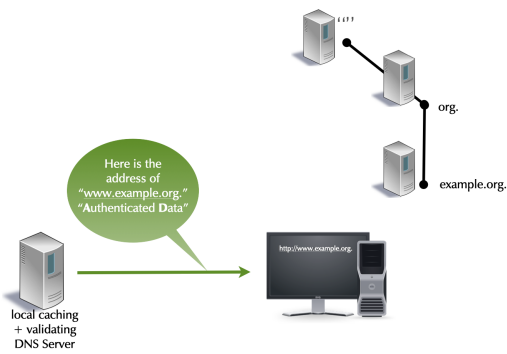 “”
org.
example.org.
Here is the
address of
“www.example.org.”
“Authenticated Data”
http://www.example.org.
local caching
+ validating
DNS Server